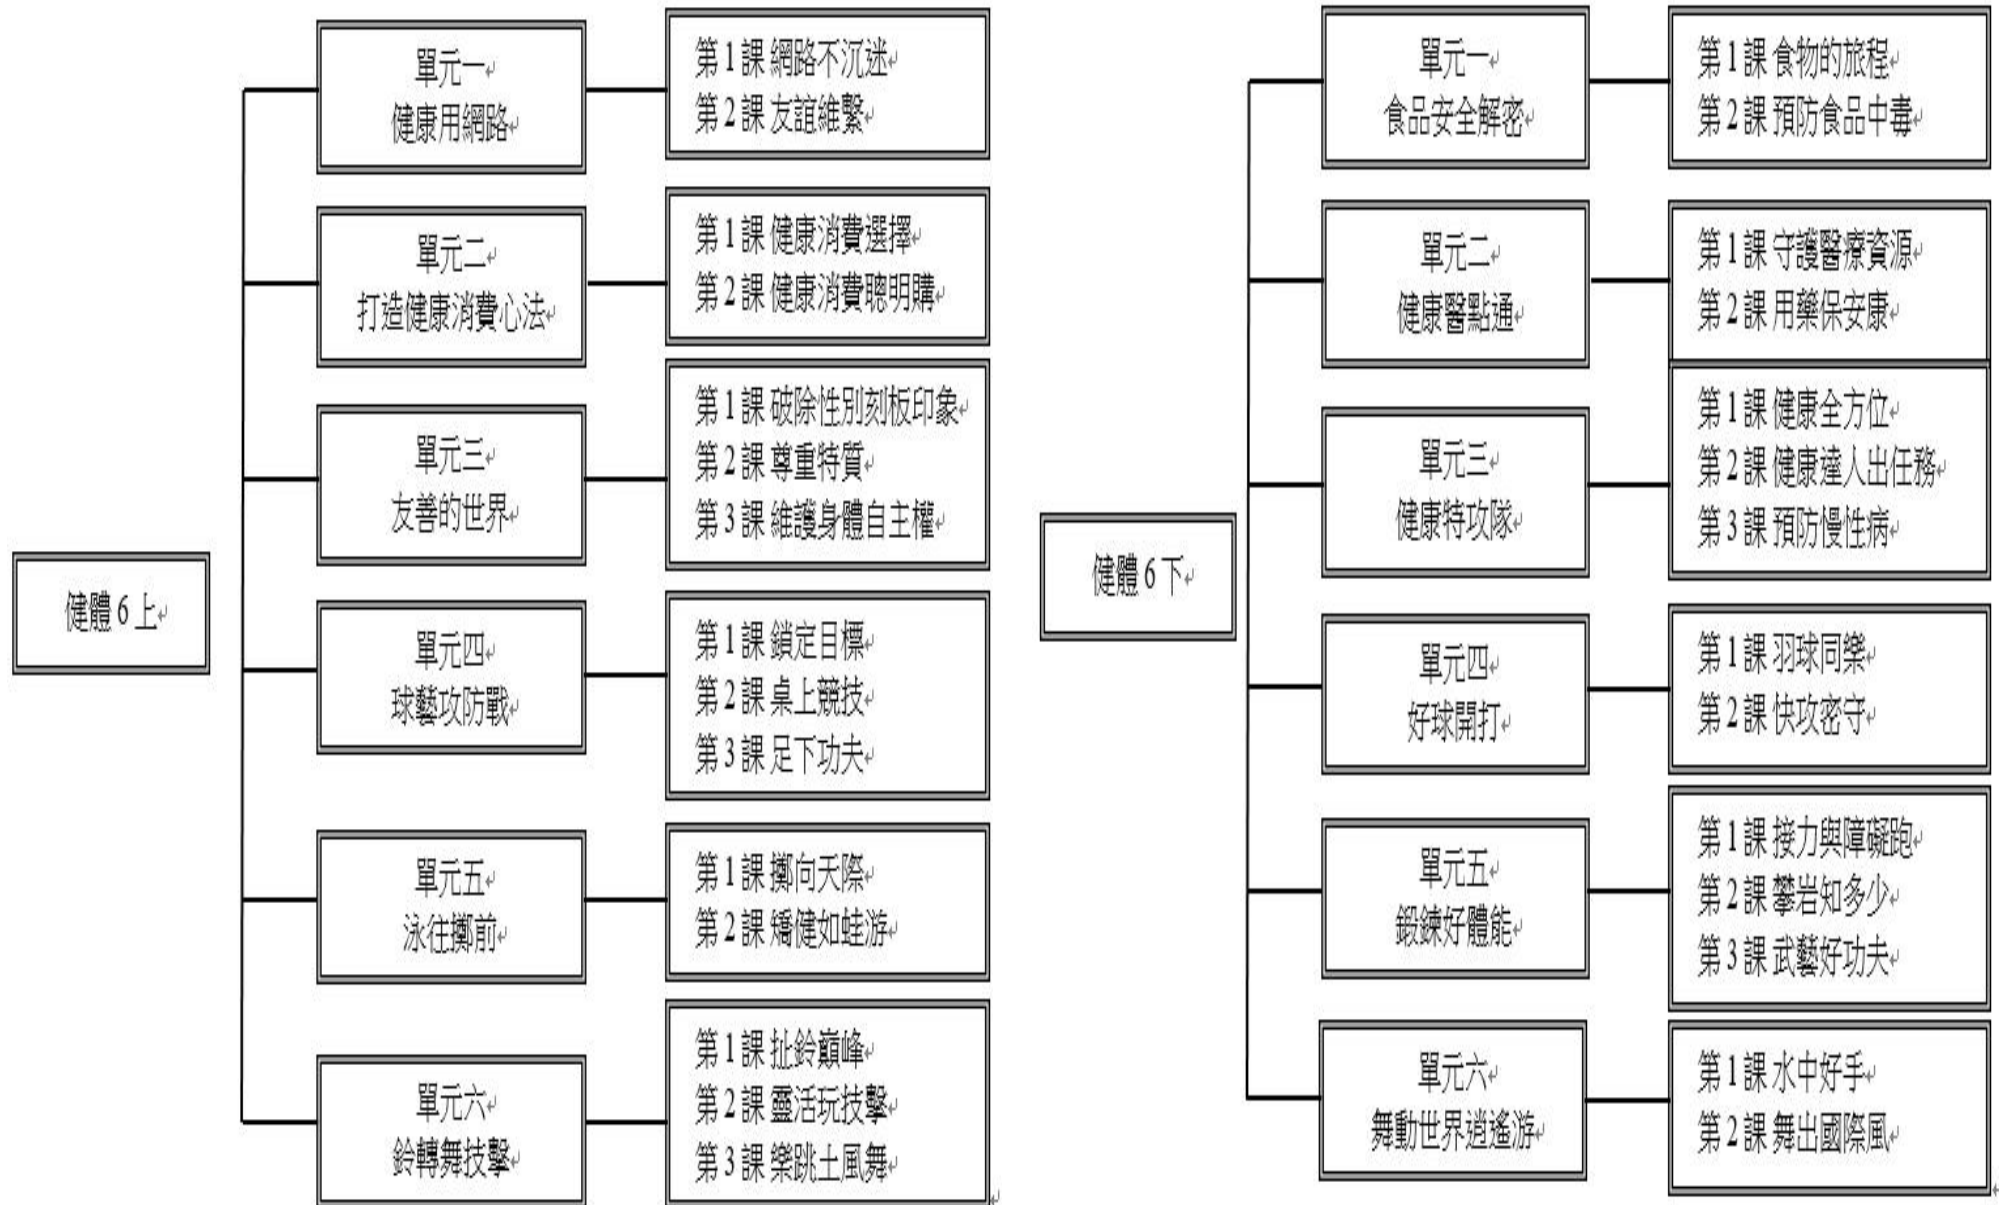 健體 6 上
單元一
健康用網路
第 1 課 網路不沉迷
第 2 課 友誼維繫
單元二
打造健康消費心法
第 1 課 健康消費選擇
第 2 課 健康消費聰明購
單元三
友善的世界
第 1 課 破除性別刻板印象
第 2 課 尊重特質
第 3 課 維護身體自主權
單元四
球藝攻防戰
第 1 課 鎖定目標
第 2 課 桌上競技
第 3 課 足下功夫
單元五
泳往擲前
第 1 課 擲向天際
第 2 課 矯健如蛙游
單元六
鈴轉舞技擊
第 1 課 扯鈴巔峰
第 2 課 靈活玩技擊
第 3 課 樂跳土風舞
健體 6 下
單元一
食品安全解密
第 1 課 食物的旅程
第 2 課 預防食品中毒
單元二
健康醫點通
第 1 課 守護醫療資源
第 2 課 用藥保安康
單元三
健康特攻隊
第 1 課 健康全方位
第 2 課 健康達人出任務
第 3 課 預防慢性病
單元四
好球開打
第 1 課 羽球同樂
第 2 課 快攻密守
單元五
鍛鍊好體能
第 1 課 接力與障礙跑
第 2 課 攀岩知多少
第 3 課 武藝好功夫
單元六
舞動世界逍遙游
第 1 課 水中好手
第 2 課 舞出國際風